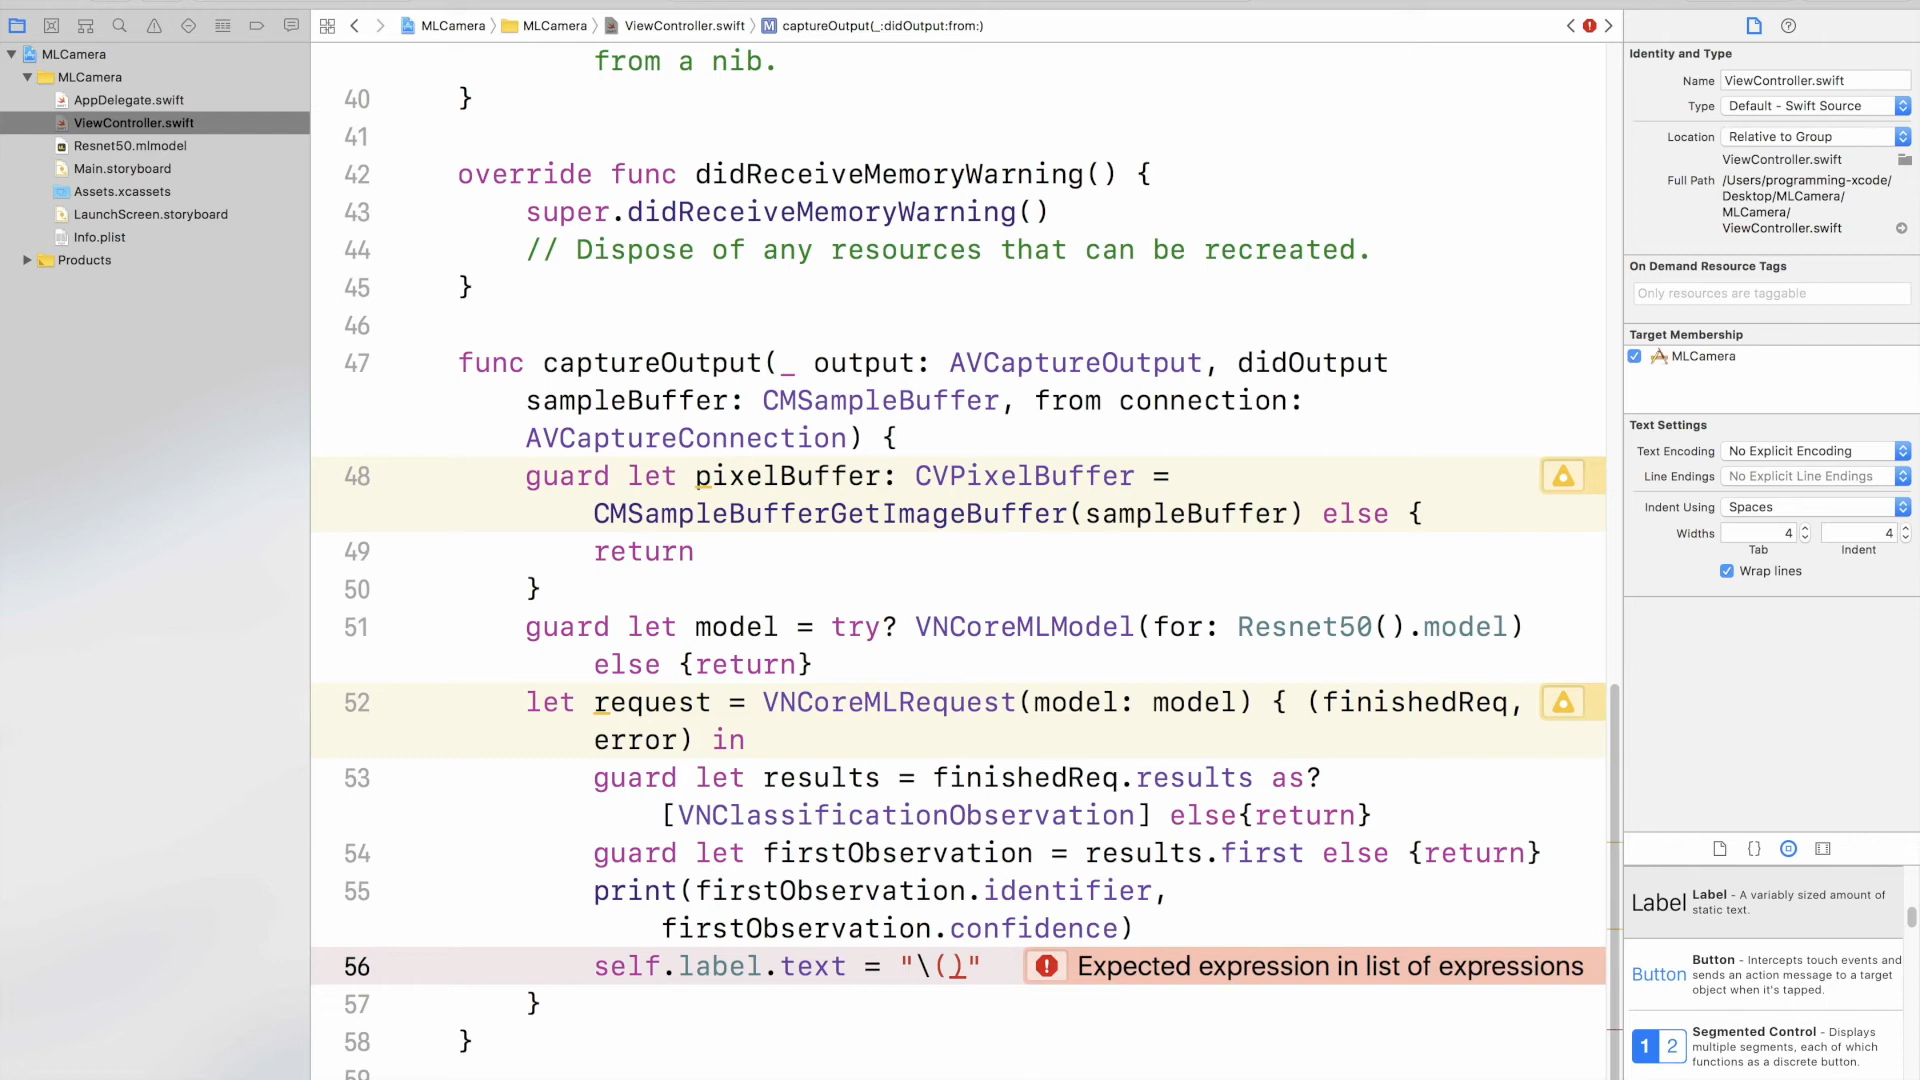 MLCamera
MLCamera
ViewController.swift
captureOutput(_:didOutput:from:)
MLCamera
MLCamera
AppDelegate.swift
ViewController.swift
Resnet50.mlmodel
Main.storyboard
Assets.xcassets
LaunchScreen.storyboard
Info.plist
Products
from a nib.
40 }
41
42 override func didReceiveMemoryWarning() {
43 super.didReceiveMemoryWarning()
44 // Dispose of any resources that can be recreated.
45 }
46
47 func captureOutput(_ output: AVCaptureOutput, didOutput
sampleBuffer: CMSampleBuffer, from connection:
AVCaptureConnection) {
48 guard let pixelBuffer: CVPixelBuffer =
CMSampleBufferGetImageBuffer(sampleBuffer) else {
49 return
50 }
51 guard let model = try? VNCoreMLModel(for: Resnet50().model)
else {return}
52 let request = VNCoreMLRequest(model: model) { (finishedReq,
error) in
53 guard let results = finishedReq.results as?
[VNClassificationObservation] else{return}
54 guard let firstObservation = results.first else {return}
55 print(firstObservation.identifier,
firstObservation.confidence)
56 self.label.text = "\()" Expected expression in list of expressions
57 }
58 }
59
Identity and Type
Name ViewController.swift
Type Default - Swift Source
Location Relative to Group
ViewController.swift
Full Path /Users/programming-xcode/
Desktop/MLCamera/
MLCamera/
ViewController.swift
On Demand Resource Tags
Only resources are taggable
Target Membership
MLCamera
Text Settings
Text Encoding No Explicit Encoding
Line Endings No Explicit Line Endings
Indent Using Spaces
Widths 4 4
Tab Indent
Wrap lines
Label Label - A variably sized amount of
static text.
Button Button - Intercepts touch events and
sends an action message to a target
object when it's tapped.
1 2 Segmented Control - Displays
multiple segments, each of which
functions as a discrete button.